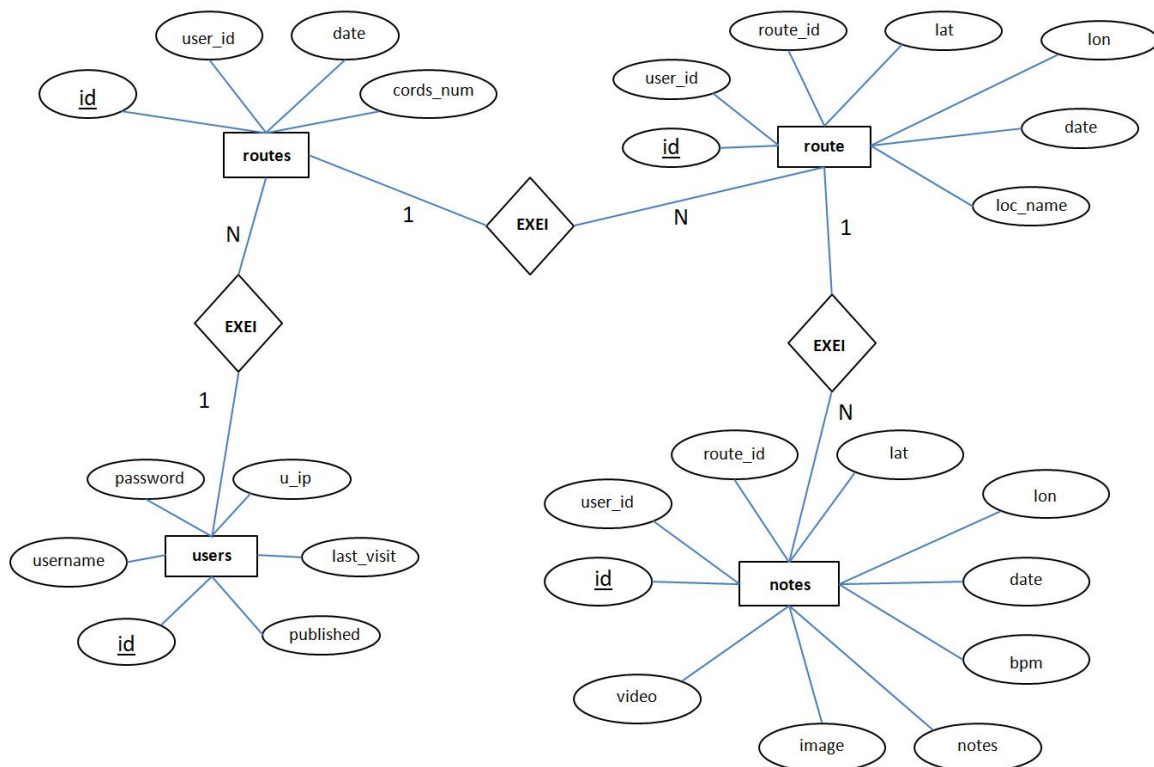 user_id
date
id
cords_num
routes
route_id
lat
lon
user_id
date
id
route
loc_name
1
EXEI
N
1
N
EXEI
1
EXEI
N
password
u_ip
username
users
last_visit
id
published
route_id
lat
user_id
lon
id
notes
date
bpm
video
image
notes